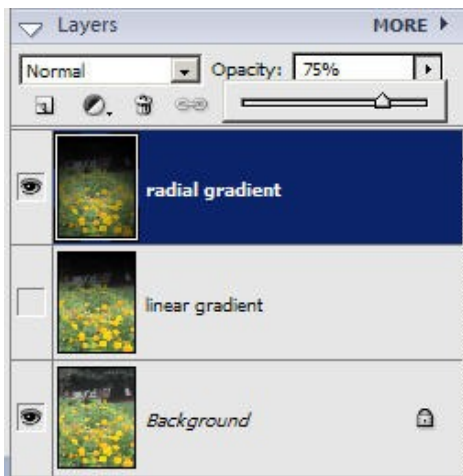 Layers MORE
Normal Opacity: 75%
radial gradient
linear gradient
Background